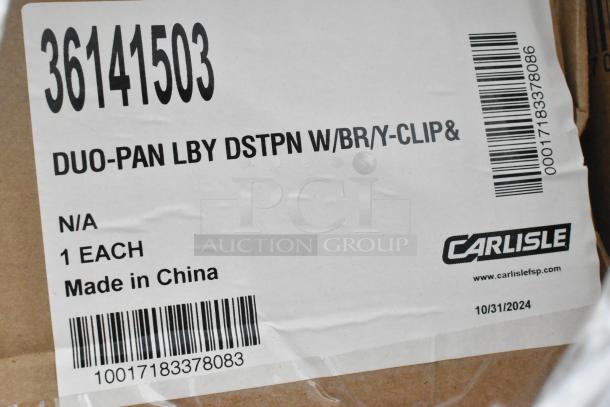 36141503
DUO-PAN LBY DSTPN W/BR/Y-CLIP&
00017183378086
N/A
1 EACH
Made in China
PCI
AUCTION GROUP
CARLISLE
www.carlislefsp.com
10/31/2024
10017183378083